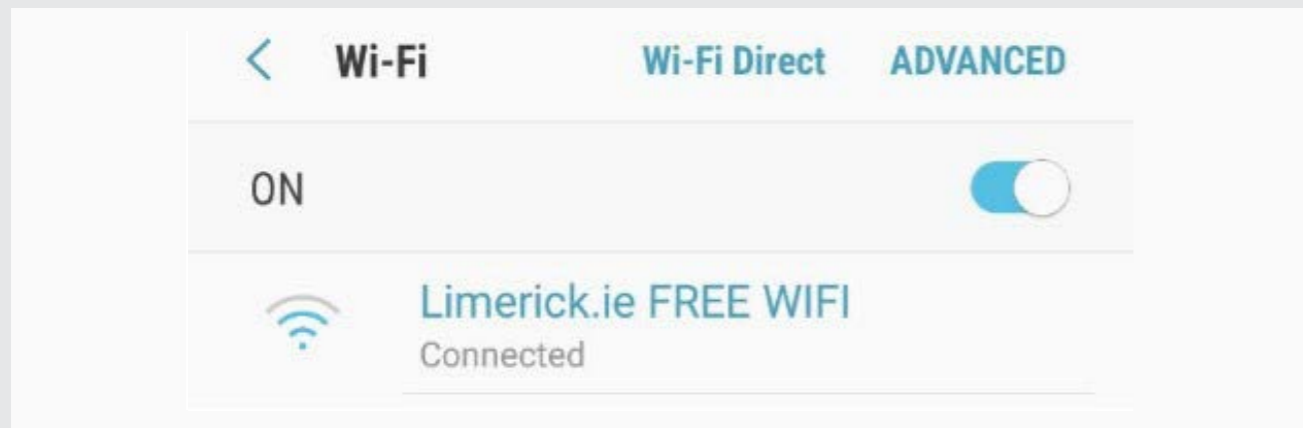 Wi-Fi Wi-Fi Direct ADVANCED
ON
Limerick.ie FREE WIFI
Connected